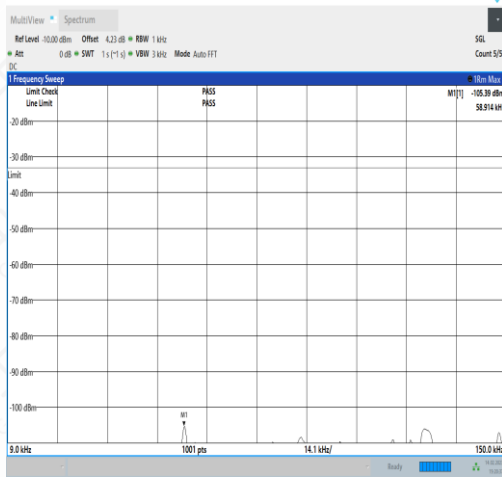 MultiView Spectrum
Ref Level -10.00 dBm Offset 4.23 dB RBW 1 kHz SGL
Att 0 dB SWT 1 s (~1 s) VBW 3 kHz Mode Auto FFT Count 5/5
DC
1 Frequency Sweep 1Rm Max
Limit Check PASS M1[1] -105.39 dBm
Line Limit PASS 58.914 kH
-20 dBm
-30 dBm
Limit
-40 dBm
-50 dBm
-60 dBm
-70 dBm
-80 dBm
-90 dBm
-100 dBm
M1
9.0 kHz 1001 pts 14.1 kHz/ 150.0 kHz
Ready